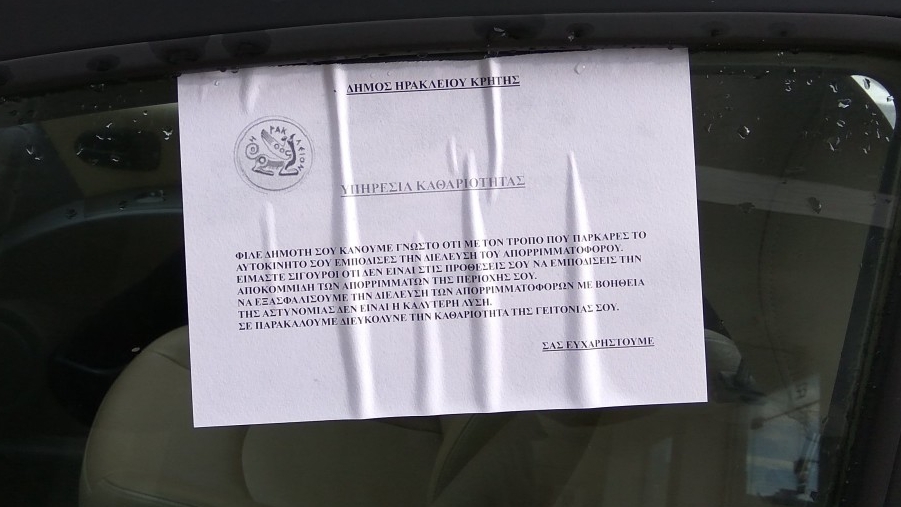 ΔΗΜΟΣ ΗΡΑΚΛΕΙΟΥ ΚΡΗΤΗΣ
ΗΡΑΚΛΕΙΟΝ
ΥΠΗΡΕΣΙΑ ΚΑΘΑΡΙΟΤΗΤΑΣ
ΦΙΛΕ ΔΗΜΟΤΗ ΣΟΥ ΚΑΝΟΥΜΕ ΓΝΩΣΤΟ ΟΤΙ ΜΕ ΤΟΝ ΤΡΟΠΟ ΠΟΥ ΠΑΡΚΑΡΕΣ ΤΟ
ΑΥΤΟΚΙΝΗΤΟ ΣΟΥ ΕΜΠΟΔΙΣΕΣ ΤΗΝ ΔΙΕΛΕΥΣΗ ΤΟΥ ΑΠΟΡΡΙΜΜΑΤΟΦΟΡΟΥ.
ΕΙΜΑΣΤΕ ΣΙΓΟΥΡΟΙ ΟΤΙ ΔΕΝ ΕΙΝΑΙ ΣΤΙΣ ΠΡΟΘΕΣΕΙΣ ΣΟΥ ΝΑ ΕΜΠΟΔΙΣΕΙΣ ΤΗΝ
ΑΠΟΚΟΜΙΔΗ ΤΩΝ ΑΠΟΡΡΙΜΜΑΤΩΝ ΤΗΣ ΠΕΡΙΟΧΗΣ ΣΟΥ.
ΝΑ ΕΞΑΣΦΑΛΙΣΟΥΜΕ ΤΗΝ ΔΙΕΛΕΥΣΗ ΤΩΝ ΑΠΟΡΡΙΜΜΑΤΟΦΟΡΩΝ ΜΕ ΒΟΗΘΕΙΑ
ΤΗΣ ΑΣΤΥΝΟΜΙΑΣ ΔΕΝ ΕΙΝΑΙ Η ΚΑΛΥΤΕΡΗ ΛΥΣΗ.
ΣΕ ΠΑΡΑΚΑΛΟΥΜΕ ΔΙΕΥΚΟΛΥΝΕ ΤΗΝ ΚΑΘΑΡΙΟΤΗΤΑ ΤΗΣ ΓΕΙΤΟΝΙΑΣ ΣΟΥ.
ΣΑΣ ΕΥΧΑΡΗΣΤΟΥΜΕ